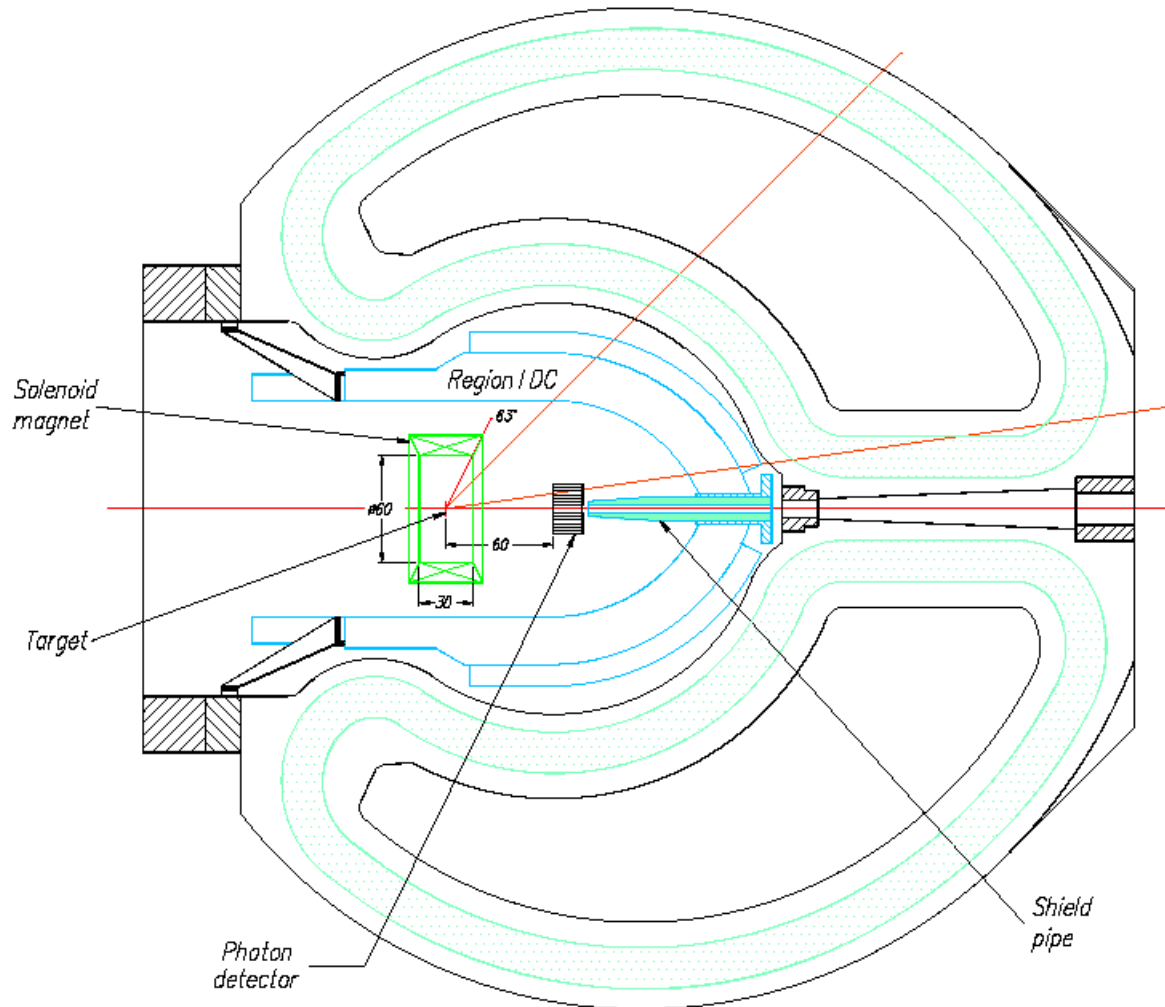 Region I DC
Solenoid
magnet
63°
ø60
60
30
Target
Shield
pipe
Photon
detector